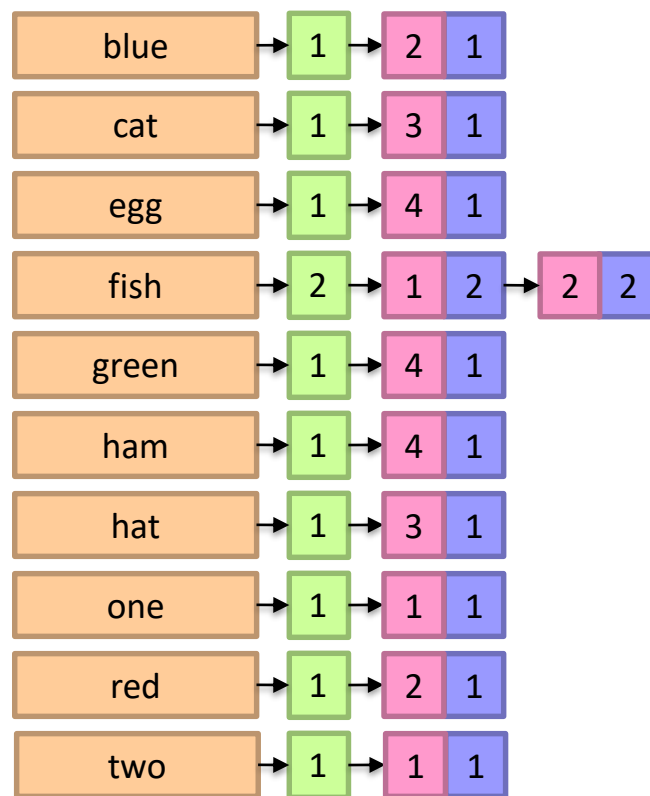 blue 1 2 1
cat 1 3 1
egg 1 4 1
fish 2 1 2 2 2
green 1 4 1
ham 1 4 1
hat 1 3 1
one 1 1 1
red 1 2 1
two 1 1 1